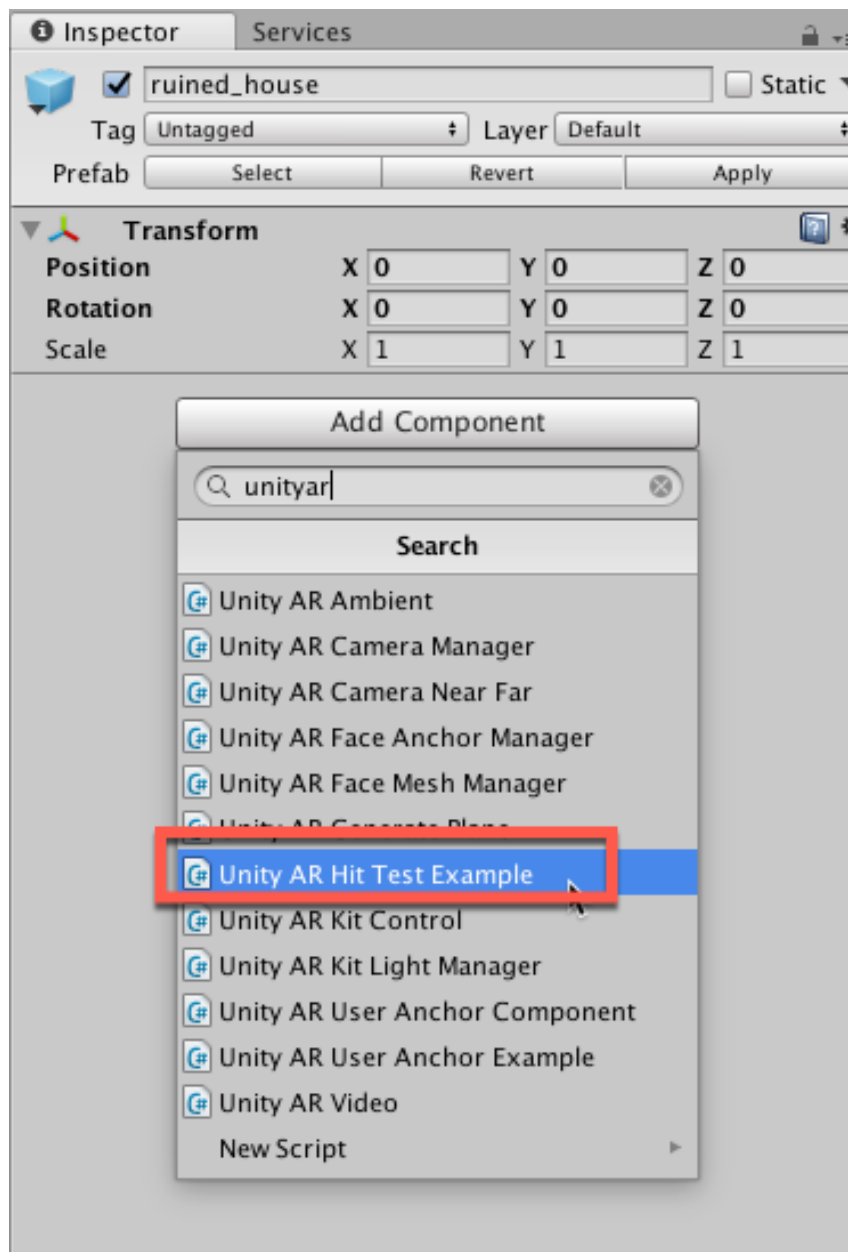 Inspector Services
ruined_house Static
Tag Untagged Layer Default
Prefab Select Revert Apply
Transform
Position X 0 Y 0 Z 0
Rotation X 0 Y 0 Z 0
Scale X 1 Y 1 Z 1
Add Component
unityar
Search
Unity AR Ambient
Unity AR Camera Manager
Unity AR Camera Near Far
Unity AR Face Anchor Manager
Unity AR Face Mesh Manager
Unity AR Generate Plane
Unity AR Hit Test Example
Unity AR Kit Control
Unity AR Kit Light Manager
Unity AR User Anchor Component
Unity AR User Anchor Example
Unity AR Video
New Script